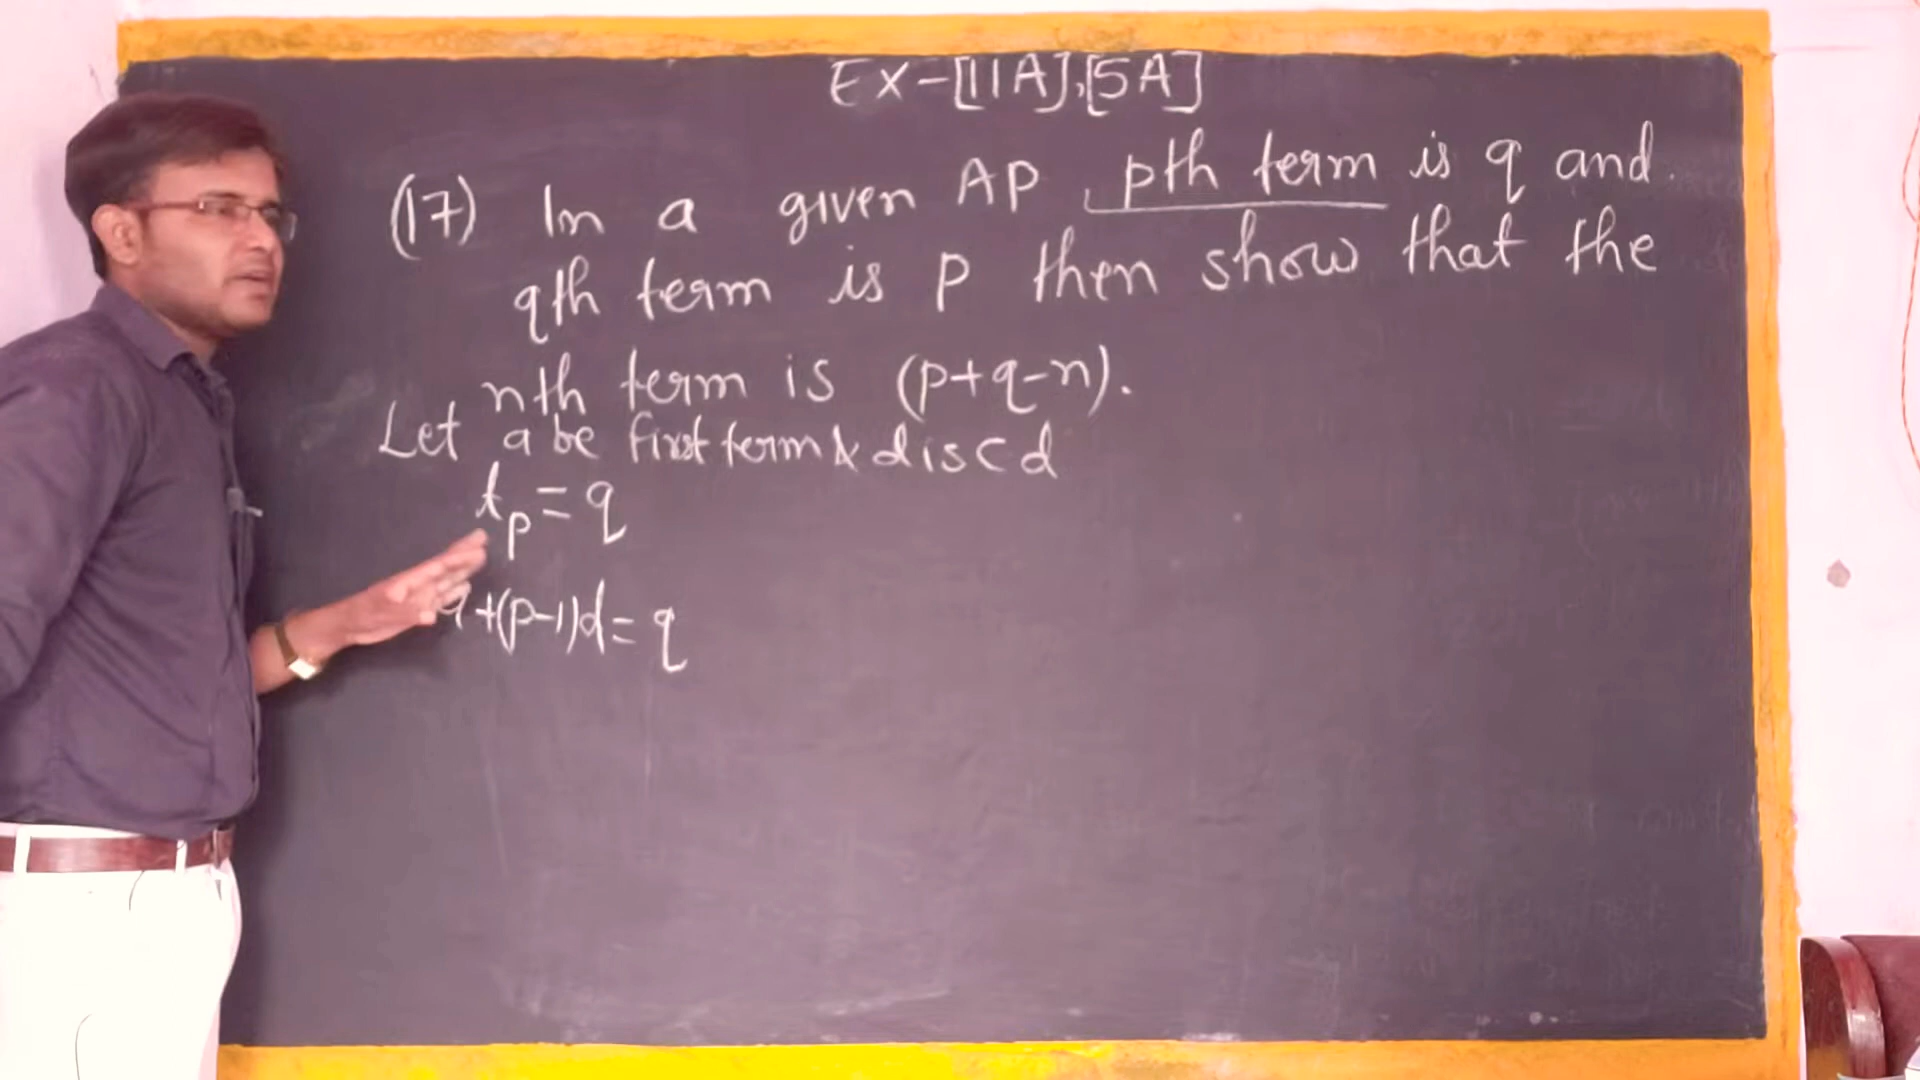 Ex-[11A],[5A]
(17) In a given AP, pth term is q and
qth term is p then show that the
nth term is (p+q-n).
Let a be first term & d is cd
tp = q
a+(p-1)d = q